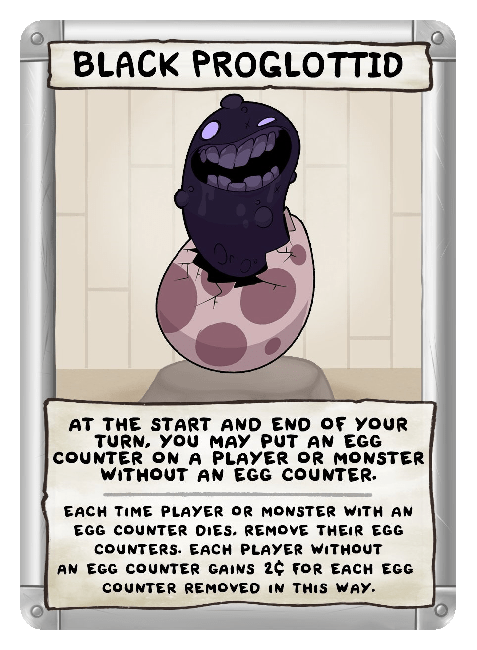 BLACK PROGLOTTID
AT THE START AND END OF YOUR
TURN, YOU MAY PUT AN EGG
COUNTER ON A PLAYER OR MONSTER
WITHOUT AN EGG COUNTER.
EACH TIME PLAYER OR MONSTER WITH AN
EGG COUNTER DIES, REMOVE THEIR EGG
COUNTERS. EACH PLAYER WITHOUT
AN EGG COUNTER GAINS 2¢ FOR EACH EGG
COUNTER REMOVED IN THIS WAY.